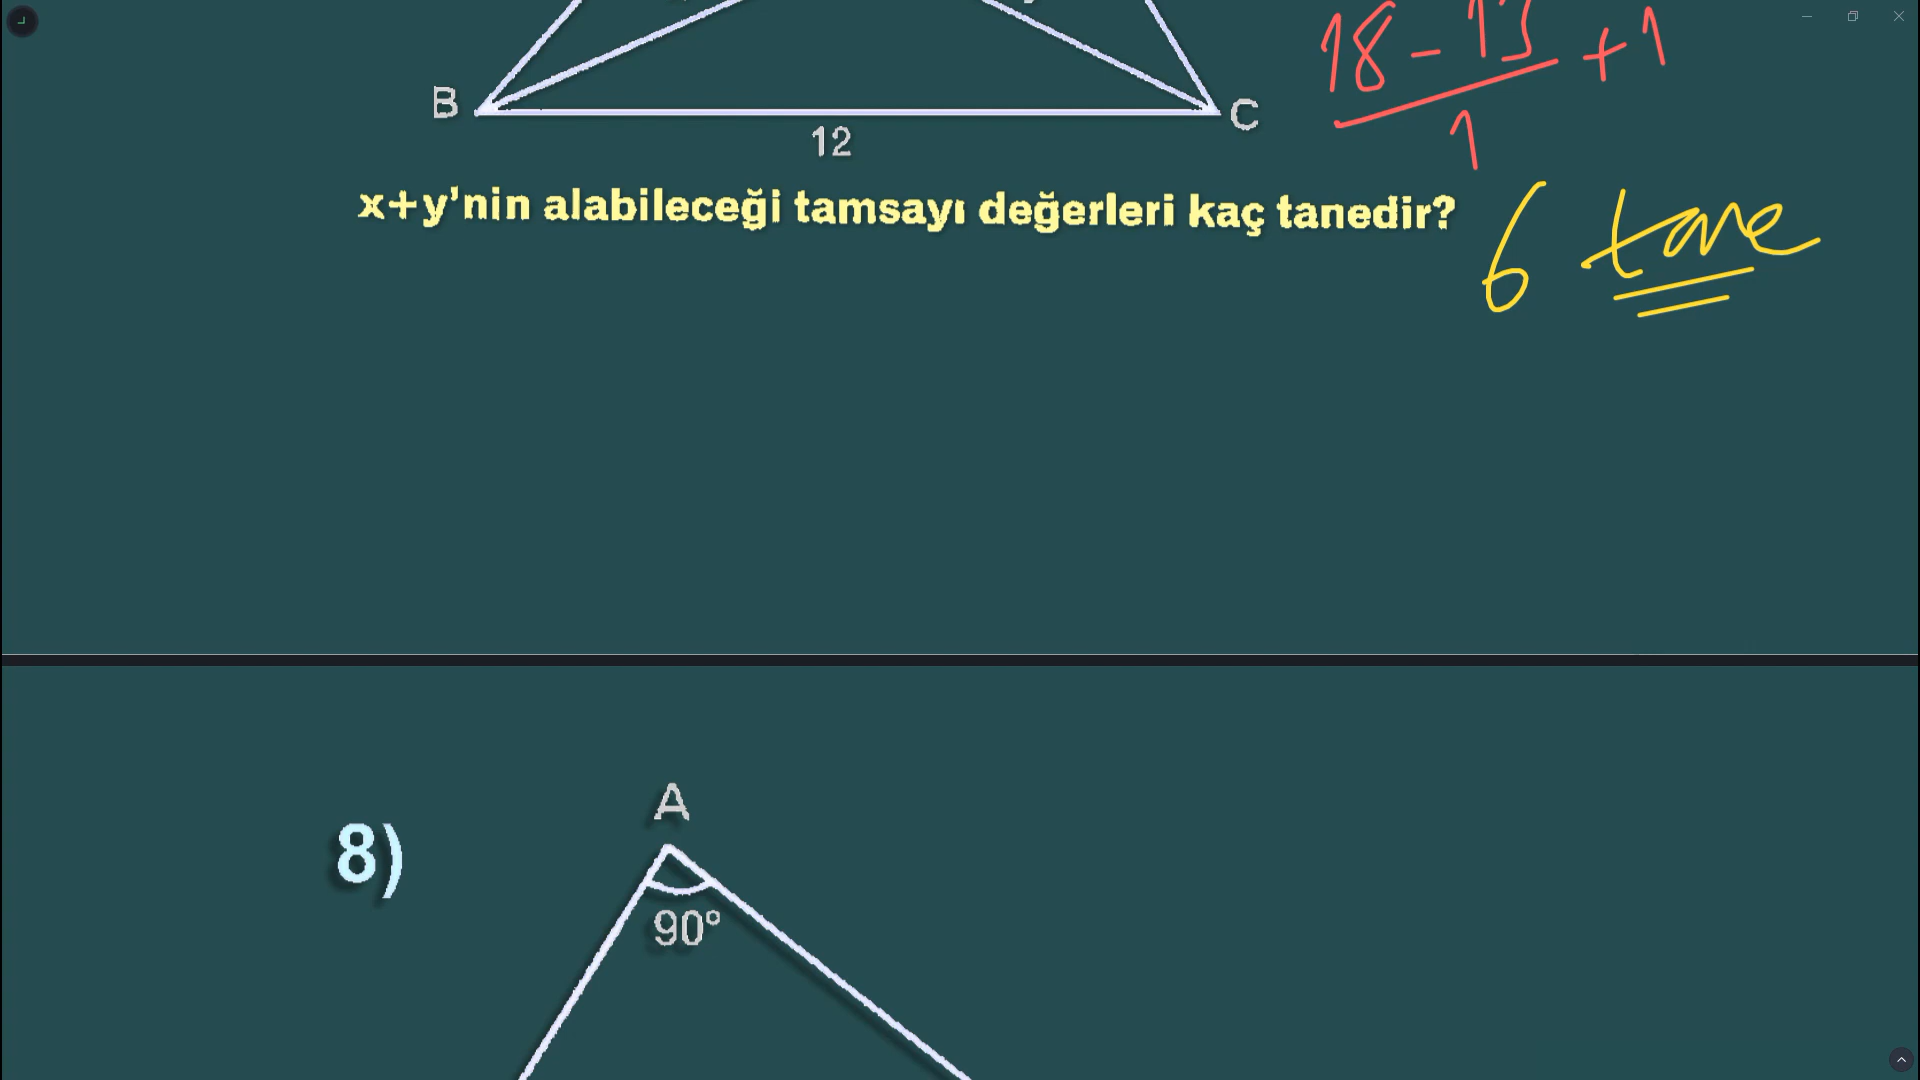 18-13
+1
1
B
C
12
x+y'nin alabileceği tamsayı değerleri kaç tanedir?
6 tane
8)
A
90°